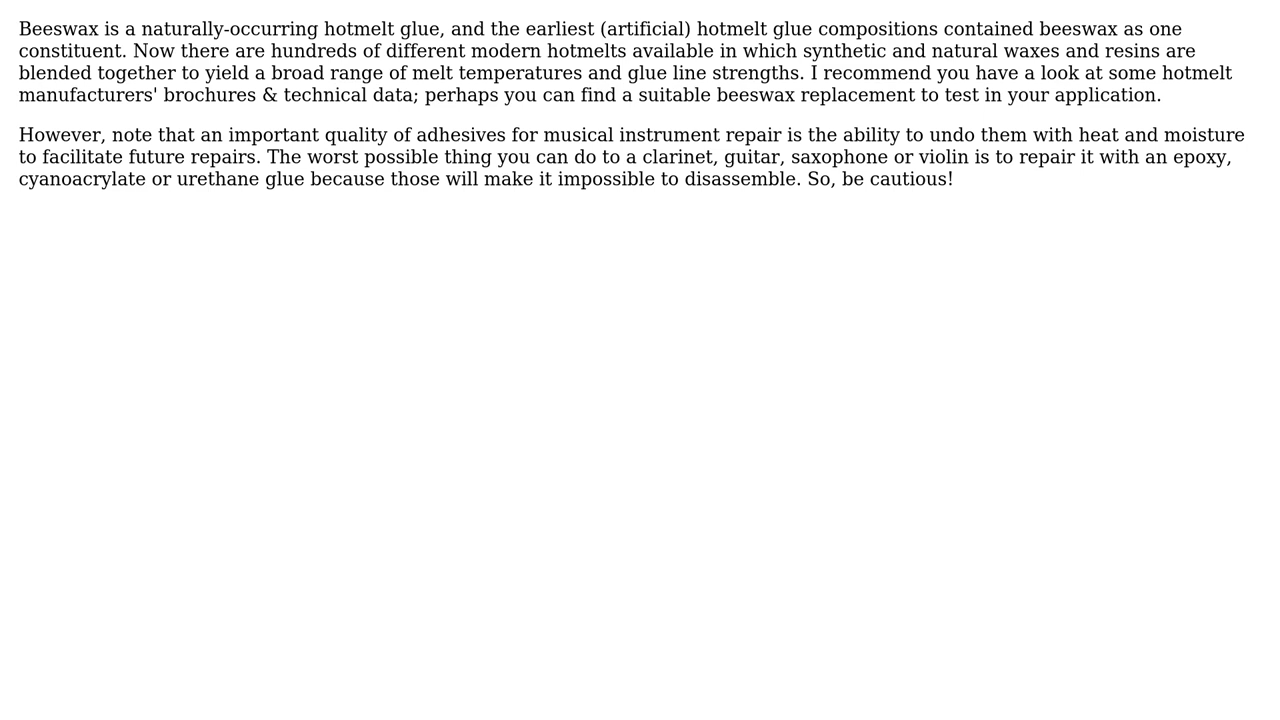 Beeswax is a naturally-occurring hotmelt glue, and the earliest (artificial) hotmelt glue compositions contained beeswax as one
constituent. Now there are hundreds of different modern hotmelts available in which synthetic and natural waxes and resins are
blended together to yield a broad range of melt temperatures and glue line strengths. I recommend you have a look at some hotmelt
manufacturers' brochures & technical data; perhaps you can find a suitable beeswax replacement to test in your application.
However, note that an important quality of adhesives for musical instrument repair is the ability to undo them with heat and moisture
to facilitate future repairs. The worst possible thing you can do to a clarinet, guitar, saxophone or violin is to repair it with an epoxy,
cyanoacrylate or urethane glue because those will make it impossible to disassemble. So, be cautious!